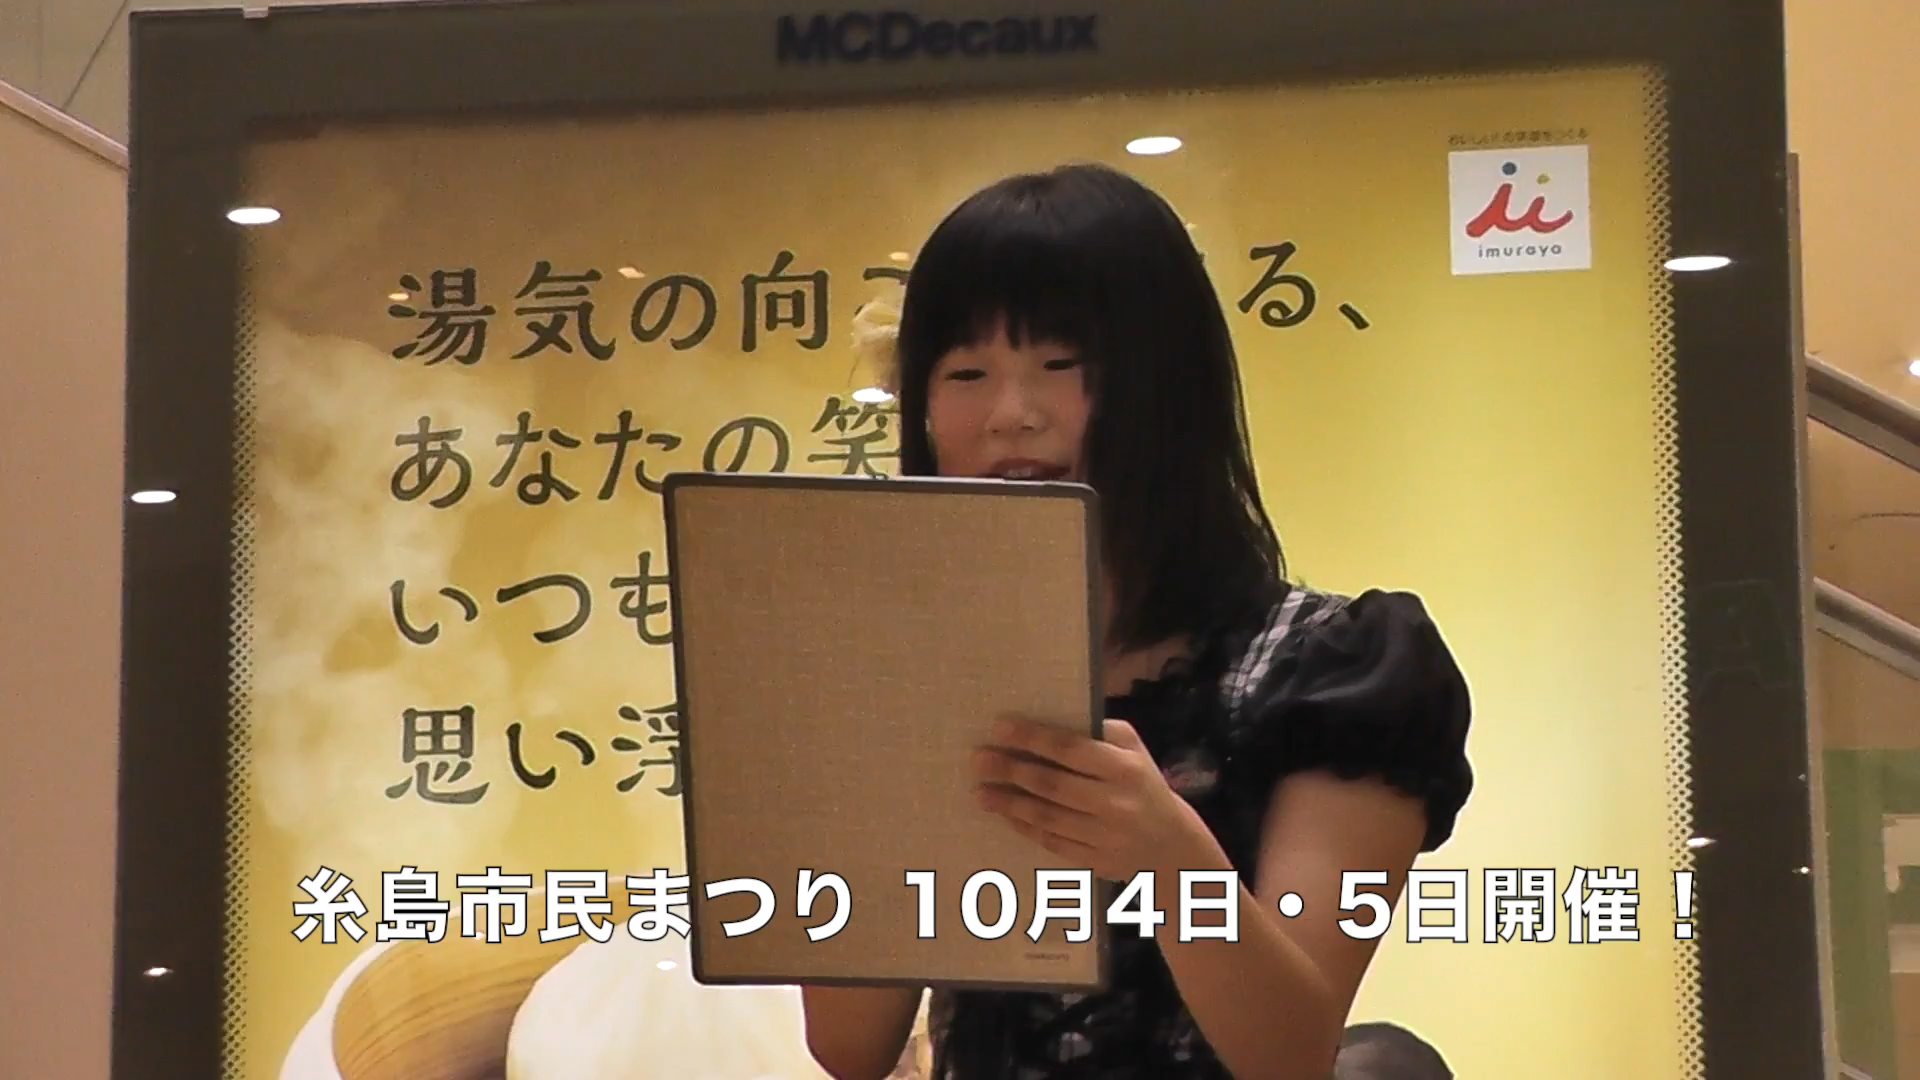 MCDecaux
imuraya
湯気の向こ る、
あなたの笑
いつも
思い浮
糸島市民まつり 10月4日・5日開催！